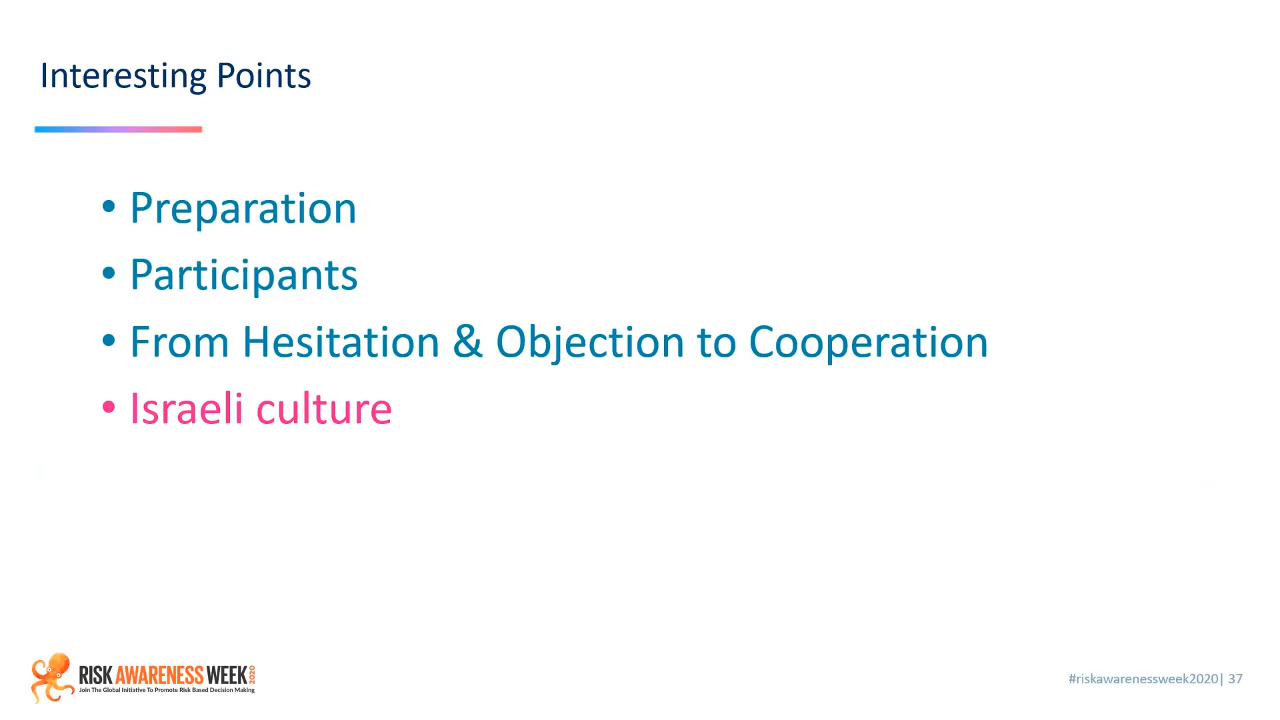 Interesting Points
• Preparation
• Participants
• From Hesitation & Objection to Cooperation
• Israeli culture
RISK AWARENESS WEEK 2020
Join The Global Initiative To Promote Risk Based Decision Making
#riskawarenessweek2020| 37